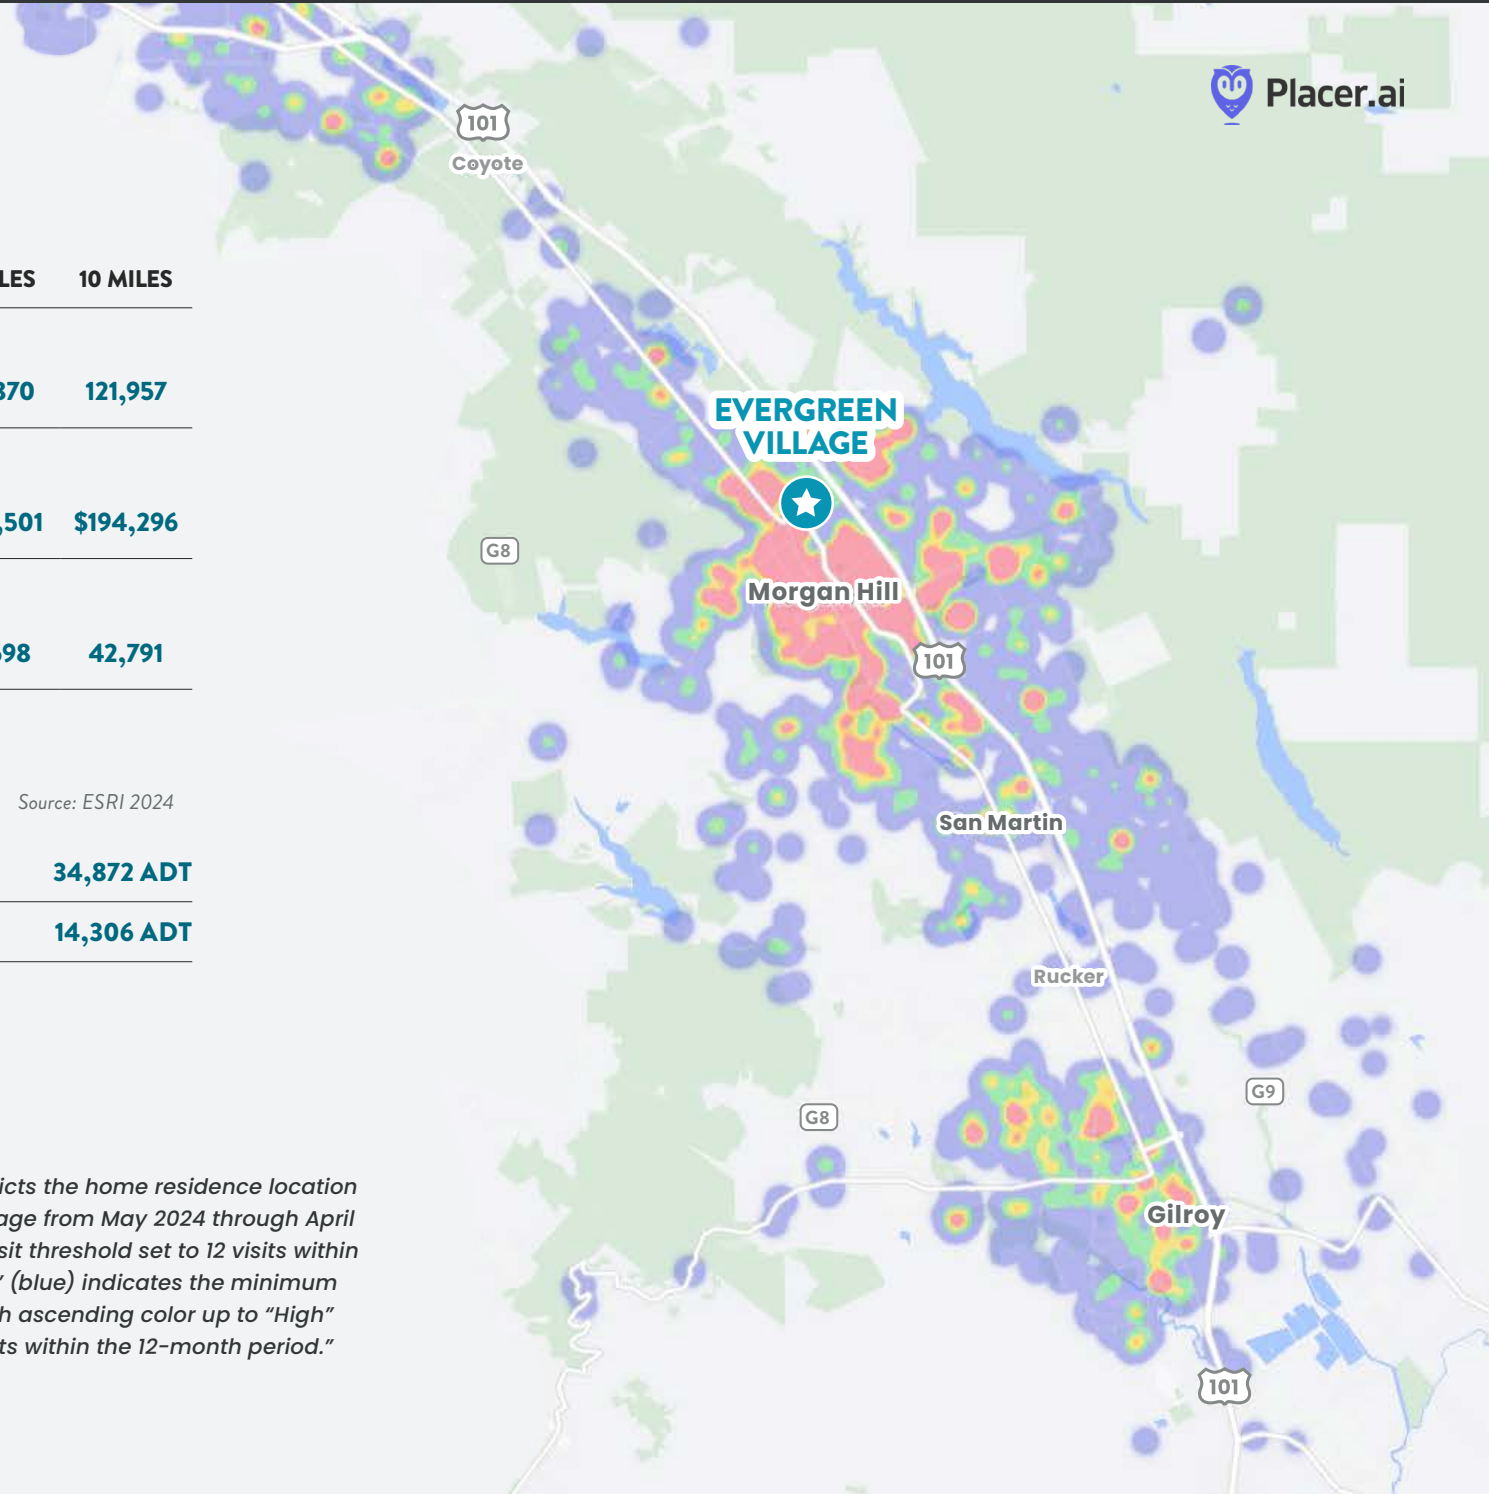 Placer.ai
101
Coyote
LES 10 MILES
370 121,957
EVERGREEN
VILLAGE
,501 $194,296
G8
Morgan Hill
98 42,791
101
Source: ESRI 2024
San Martin
34,872 ADT
14,306 ADT
Rucker
G9
G8
icts the home residence location
age from May 2024 through April
sit threshold set to 12 visits within
” (blue) indicates the minimum
h ascending color up to “High”
ts within the 12-month period.”
Gilroy
101